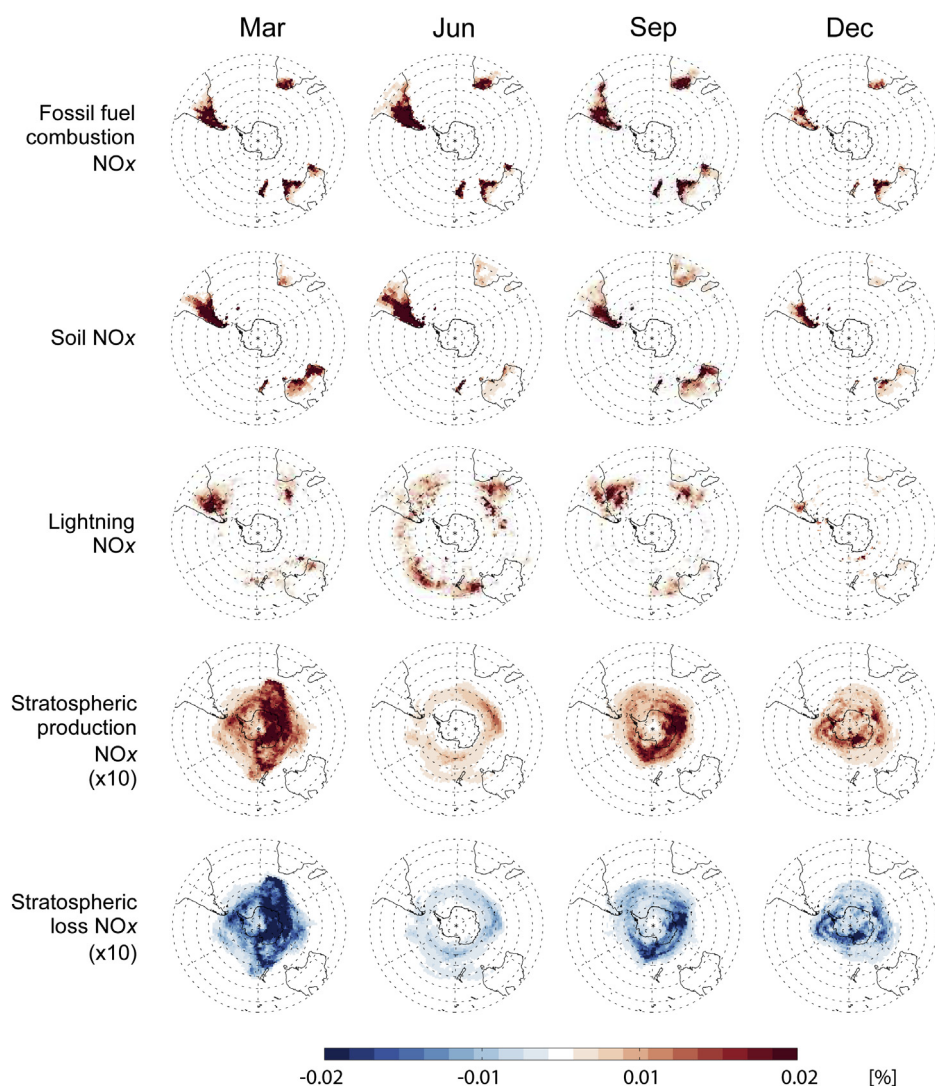 Mar Jun Sep Dec
Fossil fuel
combustion
NOx
Soil NOx
Lightning
NOx
Stratospheric
production
NOx
(x10)
Stratospheric
loss NOx
(x10)
-0.02 -0.01 0.01 0.02 [%]